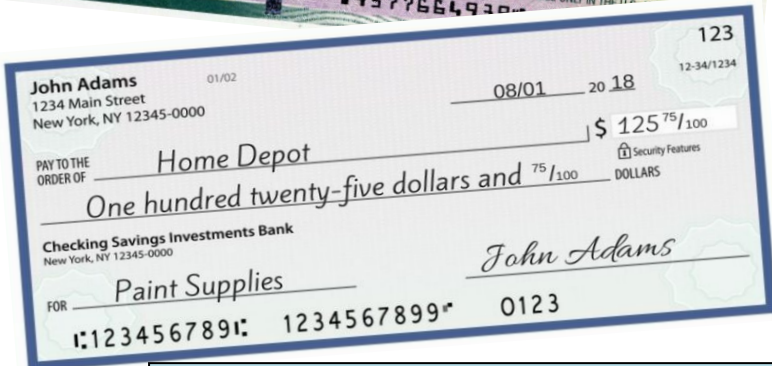 John Adams 01/02 123
1234 Main Street 12-34/1234
New York, NY 12345-0000
08/01 20 18
PAY TO THE ORDER OF Home Depot $ 125 75/100
Security Features
One hundred twenty-five dollars and 75/100 DOLLARS
Checking Savings Investments Bank
New York, NY 12345-0000
FOR Paint Supplies John Adams
⑆123456789⑆ 1234567899⑈ 0123